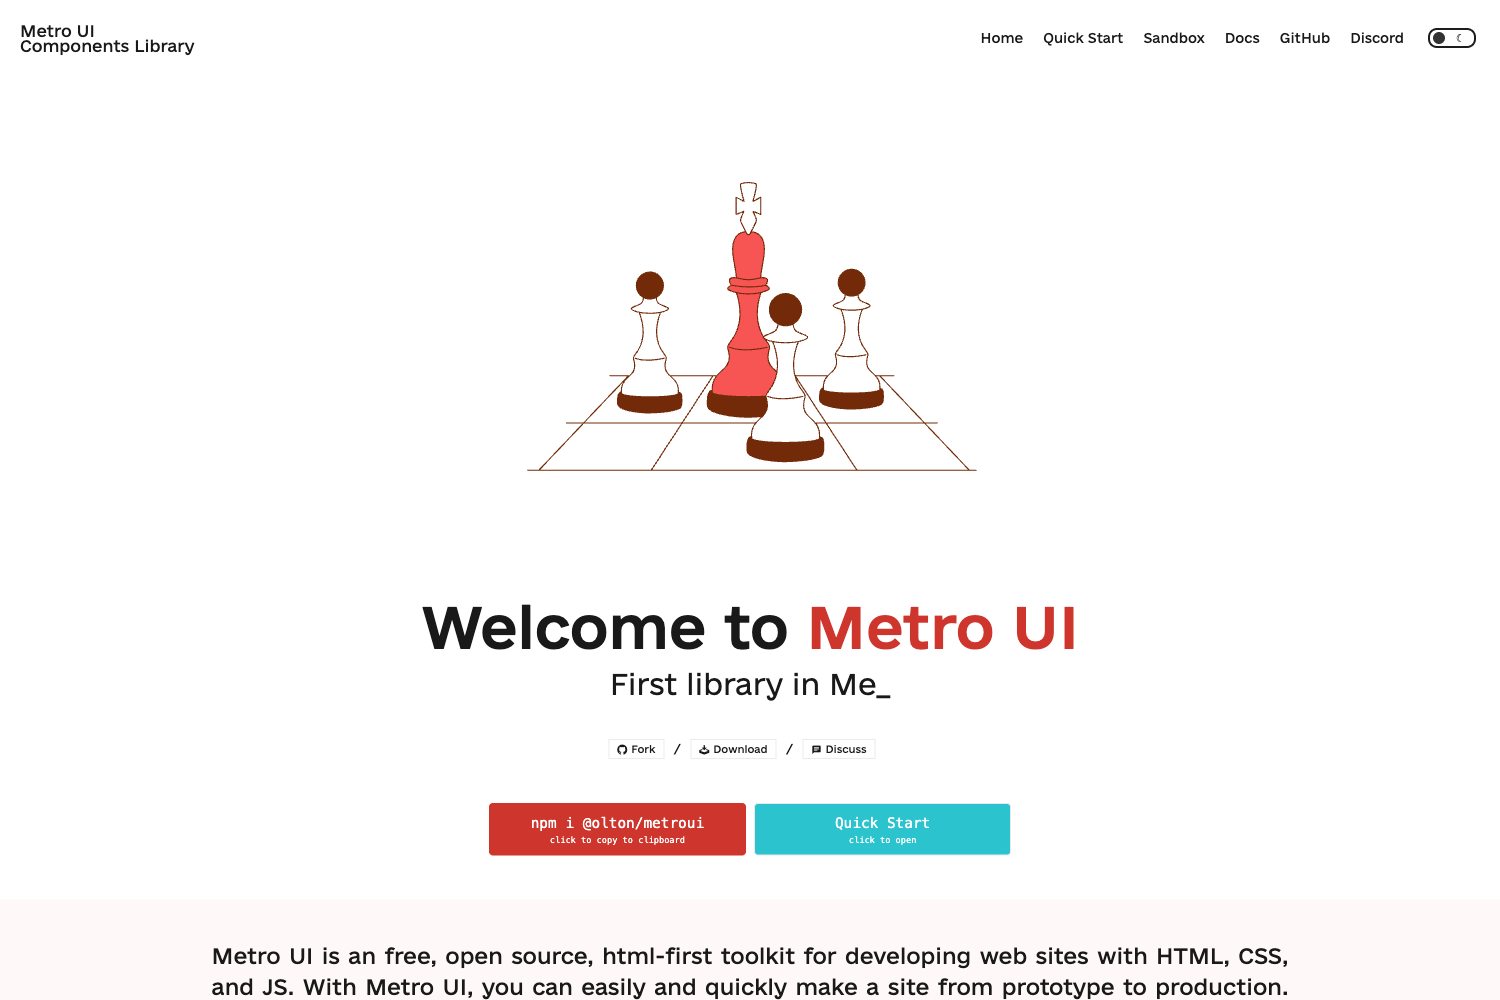 Metro UI
Components Library
Home Quick Start Sandbox Docs GitHub Discord
Welcome to Metro UI
First library in Me_
Fork / Download / Discuss
npm i @olton/metroui
click to copy to clipboard
Quick Start
click to open
Metro UI is an free, open source, html-first toolkit for developing web sites with HTML, CSS,
and JS. With Metro UI, you can easily and quickly make a site from prototype to production.